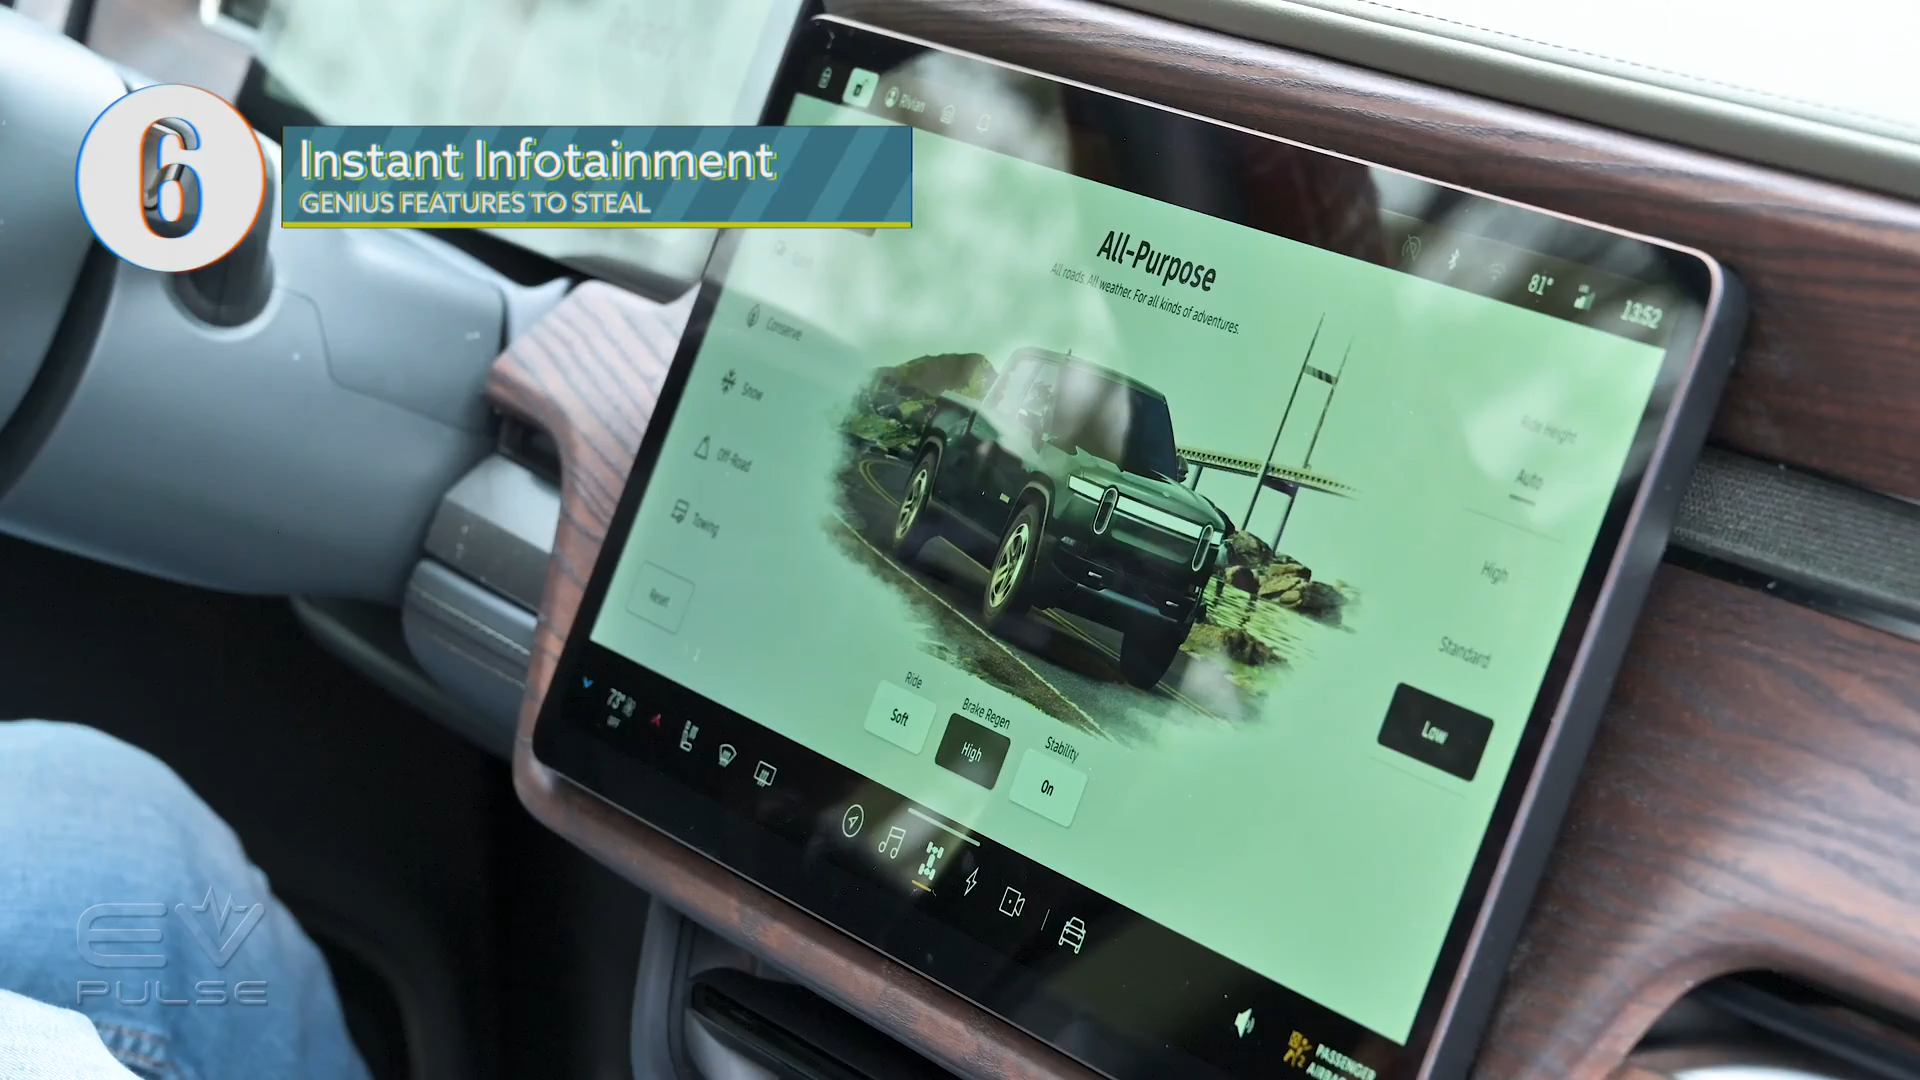 6
Instant Infotainment
GENIUS FEATURES TO STEAL
Rivian
81°
13:52
All-Purpose
All roads. All weather. For all kinds of adventures.
Conserve
Snow
Off-Road
Towing
Reset
Ride Height
Auto
High
Standard
Low
Ride
Soft
Brake Regen
High
Stability
On
73°
OFF
PASSENGER
EV
PULSE